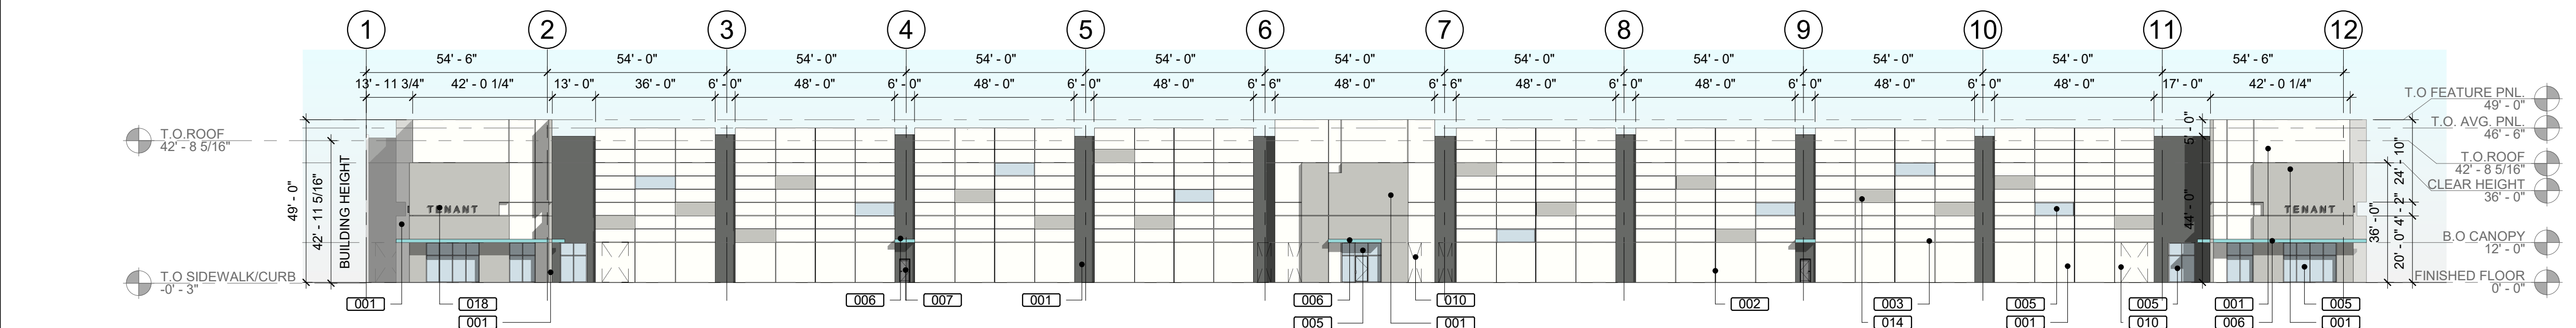 1 2 3 4 5 6 7 8 9 10 11 12
54' - 6" 54' - 0" 54' - 0" 54' - 0" 54' - 0" 54' - 0" 54' - 0" 54' - 0" 54' - 0" 54' - 0" 54' - 6"
13' - 11 3/4" 42' - 0 1/4" 13' - 0" 36' - 0" 6' - 0" 48' - 0" 6' - 0" 48' - 0" 6' - 0" 48' - 0" 6' - 6" 48' - 0" 6' - 6" 48' - 0" 6' - 0" 48' - 0" 6' - 0" 48' - 0" 6' - 0" 48' - 0" 17' - 0" 42' - 0 1/4"
T.O FEATURE PNL.
49' - 0"
T.O. AVG. PNL.
46' - 6"
T.O.ROOF
42' - 8 5/16"
T.O.ROOF
42' - 8 5/16"
CLEAR HEIGHT
36' - 0"
B.O CANOPY
12' - 0"
FINISHED FLOOR
0' - 0"
T.O SIDEWALK/CURB
-0' - 3"
49' - 0"
42' - 11 5/16"
BUILDING HEIGHT
TENANT
TENANT
5' - 0"
44' - 0"
36' - 0"
24' - 10"
4' - 2"
20' - 0"
001 018 006 007 001 006 010 002 003 005 005 001 005
001 005 001 014 001 010 006 001